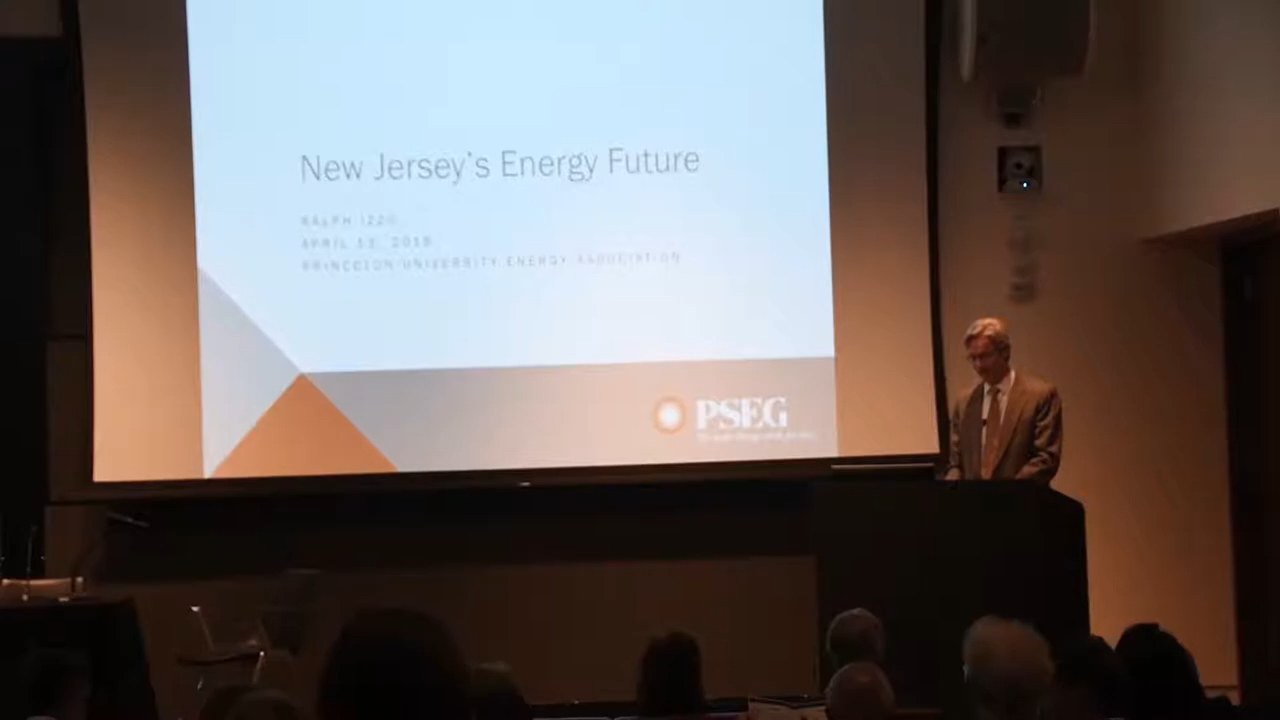 New Jersey's Energy Future
RALPH IZZO
APRIL 13, 2018
PRINCETON UNIVERSITY ENERGY ASSOCIATION
PSEG